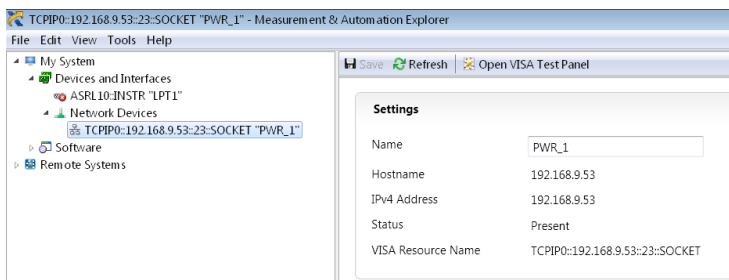 TCPIP0::192.168.9.53::23::SOCKET "PWR_1" - Measurement & Automation Explorer
File Edit View Tools Help
My System
Devices and Interfaces
ASRL10::INSTR "LPT1"
Network Devices
TCPIP0::192.168.9.53::23::SOCKET "PWR_1"
Software
Remote Systems
Save Refresh Open VISA Test Panel
Settings
Name PWR_1
Hostname 192.168.9.53
IPv4 Address 192.168.9.53
Status Present
VISA Resource Name TCPIP0::192.168.9.53::23::SOCKET